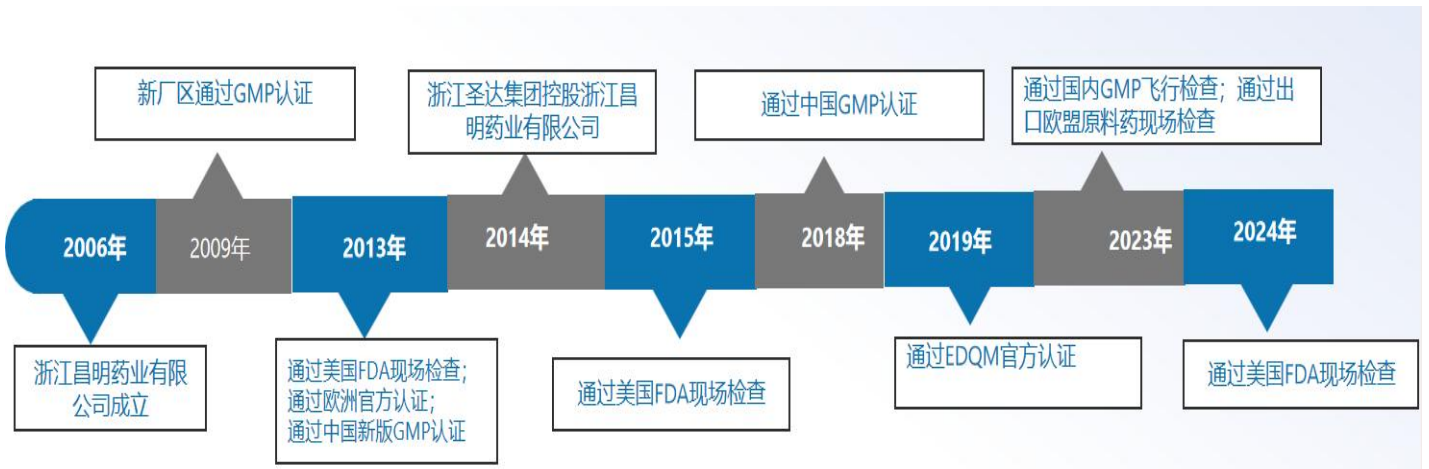 新厂区通过GMP认证
浙江圣达集团控股浙江昌
明药业有限公司
通过中国GMP认证
通过国内GMP飞行检查；通过出
口欧盟原料药现场检查
2006年
2009年
2013年
2014年
2015年
2018年
2019年
2023年
2024年
浙江昌明药业有限
公司成立
通过美国FDA现场检查；
通过欧洲官方认证；
通过中国新版GMP认证
通过美国FDA现场检查
通过EDQM官方认证
通过美国FDA现场检查